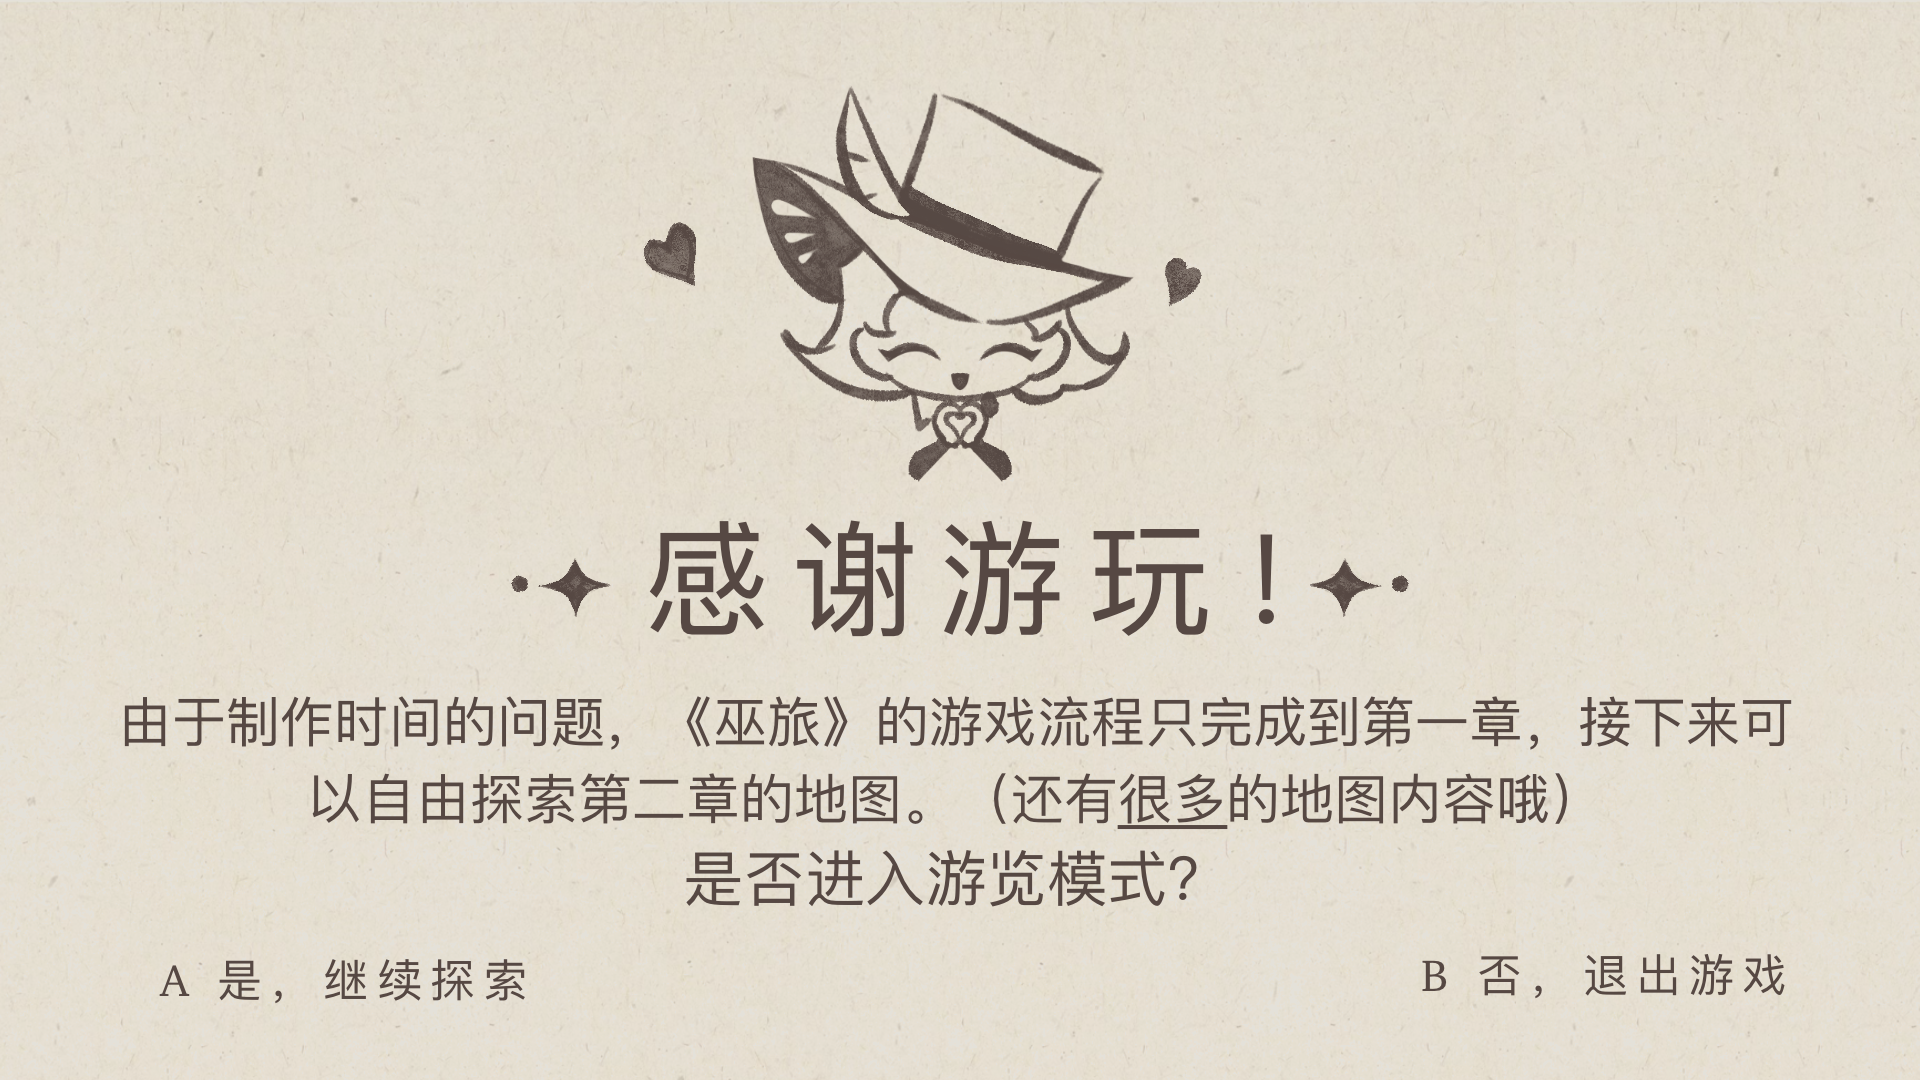 感谢游玩！
由于制作时间的问题，《巫旅》的游戏流程只完成到第一章，接下来可
以自由探索第二章的地图。（还有很多的地图内容哦）
是否进入游览模式？
A 是，继续探索
B 否，退出游戏